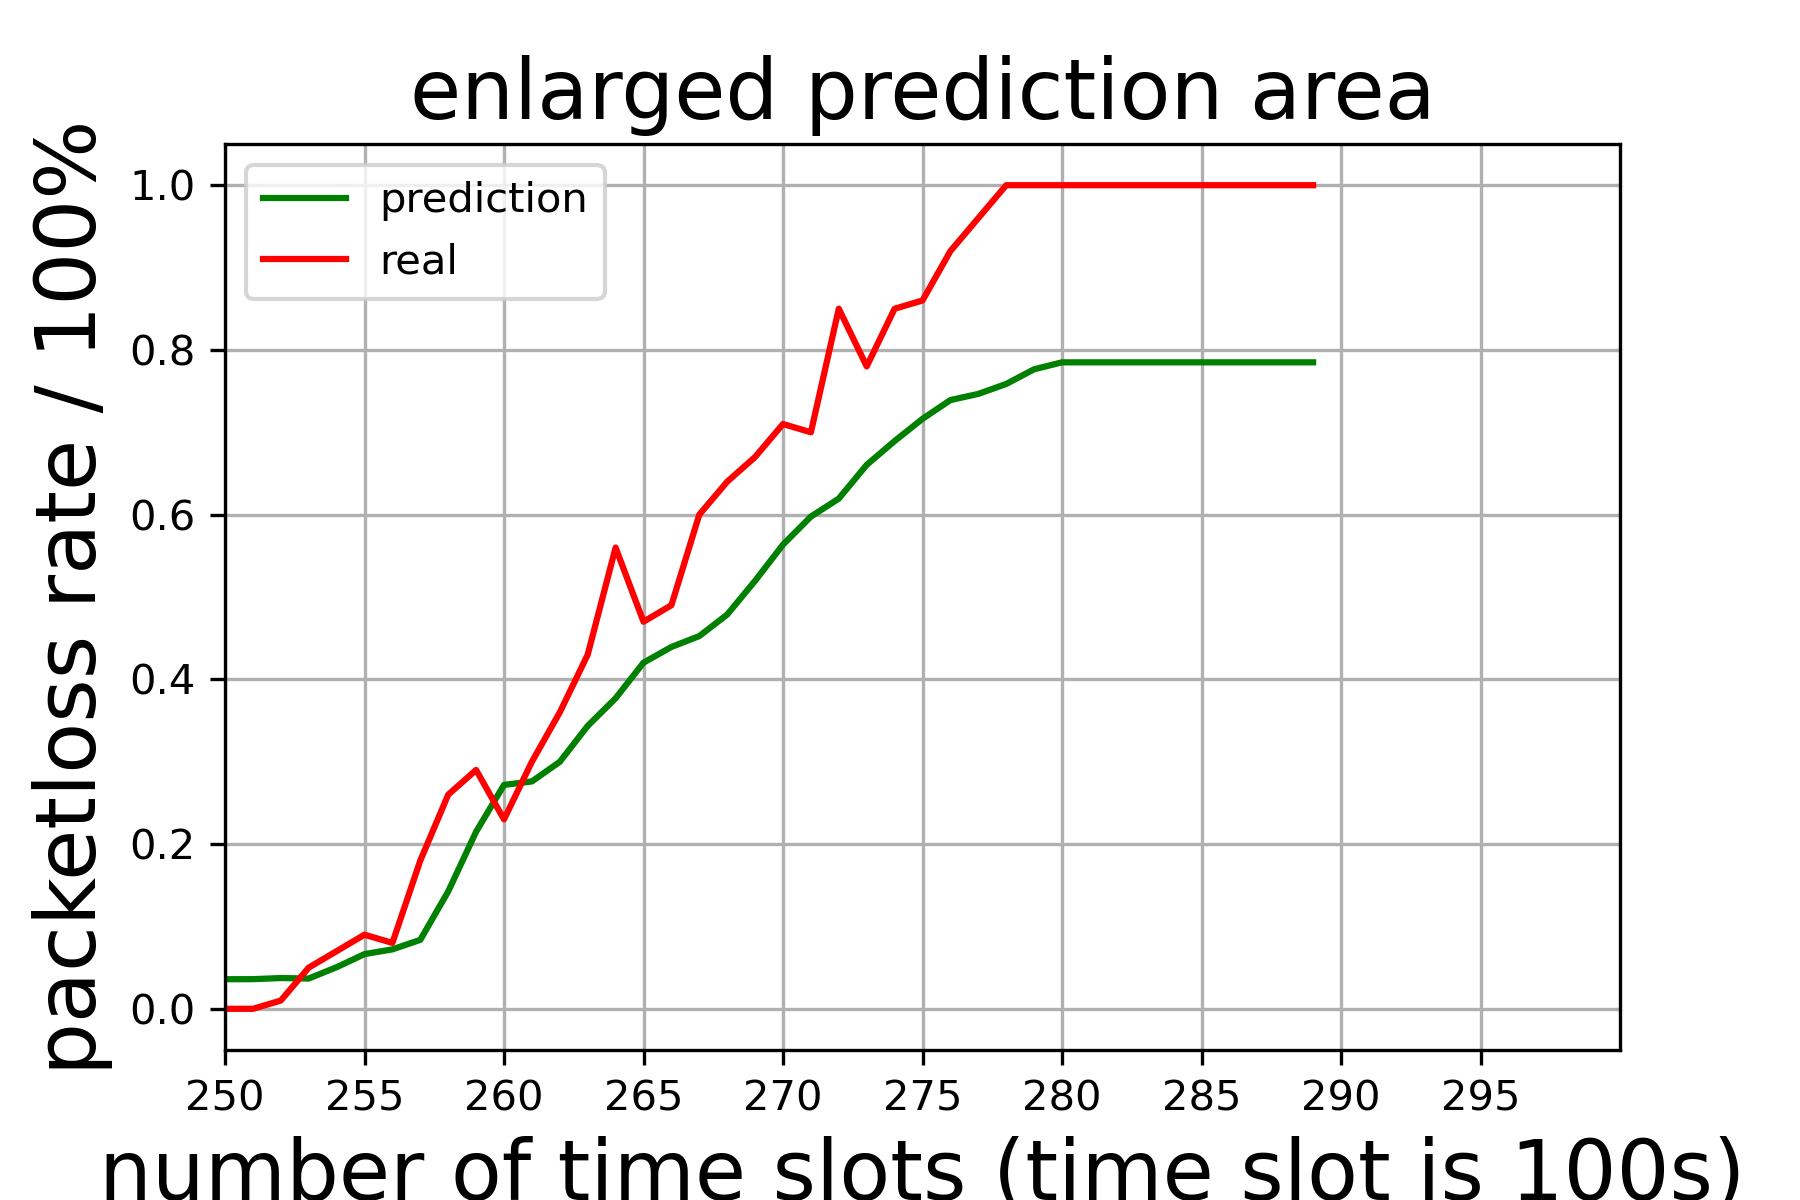 enlarged prediction area
packetloss rate / 100%
prediction
real
1.0
0.8
0.6
0.4
0.2
0.0
250 255 260 265 270 275 280 285 290 295
number of time slots (time slot is 100s)